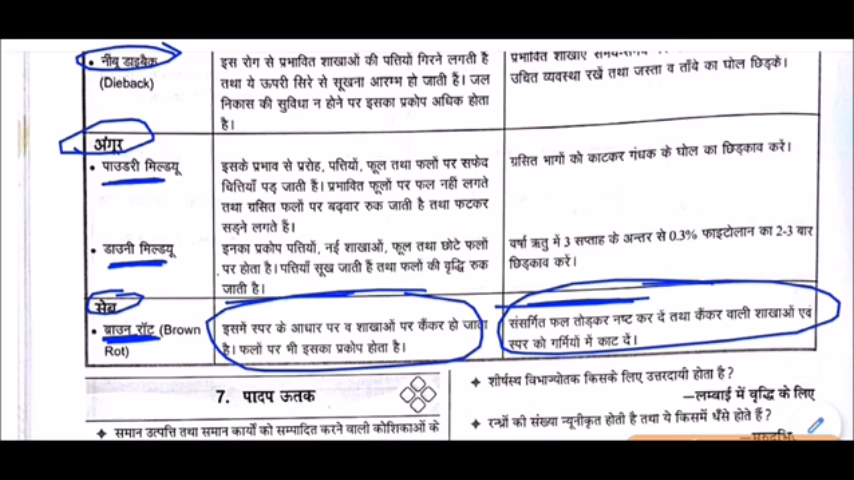 • नींबू डाइबैक
(Dieback)
इस रोग से प्रभावित शाखाओं की पत्तियाँ गिरने लगती है
तथा ये ऊपरी सिरे से सूखना आरम्भ हो जाती हैं। जल
निकास की सुविधा न होने पर इसका प्रकोप अधिक होता
है।
प्रभावित शाखाएं
उचित व्यवस्था रखें तथा जस्ता व ताँये का घोल छिड़कें।
अंगूर
• पाउडरी मिल्डयू
इसके प्रभाव से प्ररोह, पत्तियों, फूल तथा फलों पर सफेद
चित्तियाँ पड़ जाती हैं। प्रभावित फूलों पर फल नहीं लगते
तथा ग्रसित फलों पर बढ़वार रुक जाती है तथा फटकर
सड़ने लगते हैं।
ग्रसित भागों को काटकर गंधक के घोल का छिड़काव करें।
• डाउनी मिल्डयू
इनका प्रकोप पत्तियों, नई शाखाओं, फूल तथा छोटे फलों
पर होता है। पत्तियाँ सूख जाती हैं तथा फलों की वृद्धि रुक
जाती है।
वर्षा ऋतु में 3 सप्ताह के अन्तर से 0.3% फाइटोलान का 2-3 बार
छिड़काव करें।
सेब
• ब्राउन रॉट (Brown
Rot)
इसमें स्पर के आधार पर व शाखाओं पर कैंकर हो जाता
है। फलों पर भी इसका प्रकोप होता है।
संसर्गित फल तोड़कर नष्ट कर दें तथा कैंकर वाली शाखाओं एवं
स्पर को गर्मियों में काट दें।
7. पादप ऊतक
✦ समान उत्पत्ति तथा समान कार्यों को सम्पादित करने वाली कोशिकाओं के
✦ शीर्षस्थ विभाज्योतक किसके लिए उत्तरदायी होता है?
—लम्बाई में वृद्धि के लिए
✦ रन्ध्रों की संख्या न्यूनीकृत होती है तथा ये किसमें धँसे होते हैं?